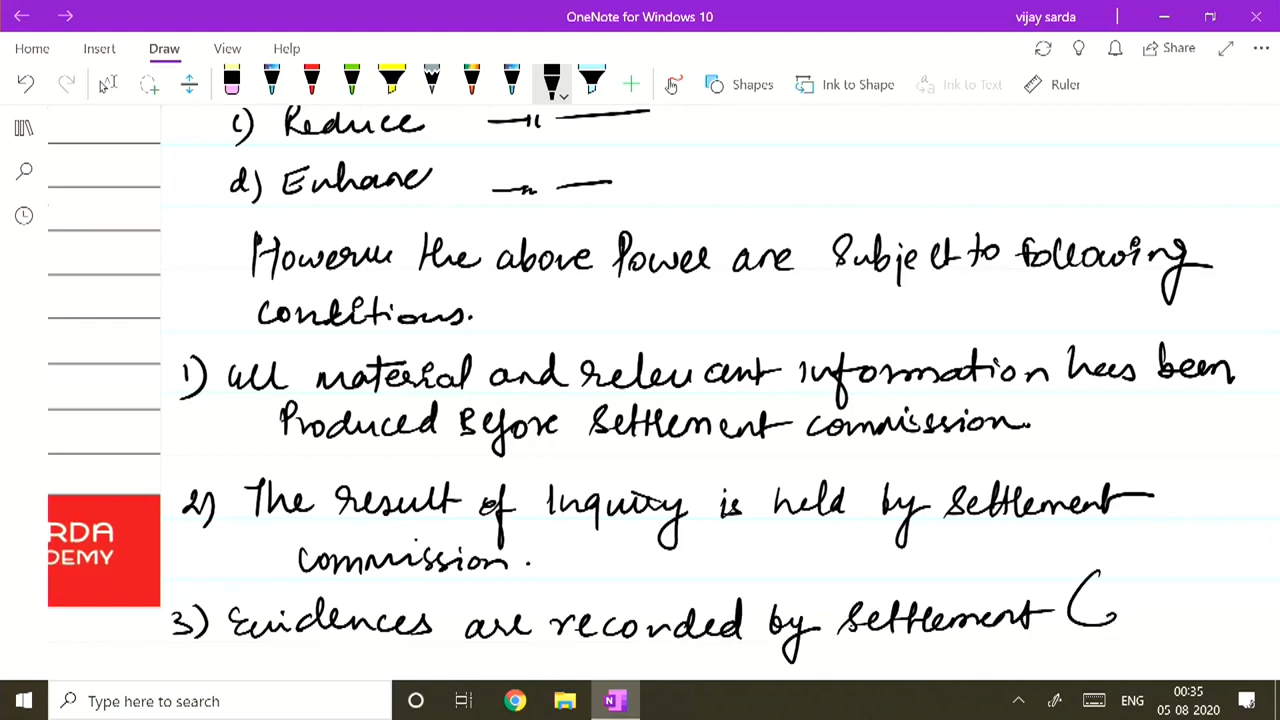 OneNote for Windows 10
vijay sarda
Home Insert Draw View Help
Share
Shapes Ink to Shape Ink to Text Ruler
c) Reduce —〃—
d) Enhance —〃—
However the above Power are Subject to following
conditions.
1) all material and relevant information has been
Produced Before Settlement commission.
2) The result of Inquiry is held by Settlement
commission.
3) Evidences are recorded by Settlement C
RDA
DEMY
Type here to search
ENG
00:35
05-08-2020
3